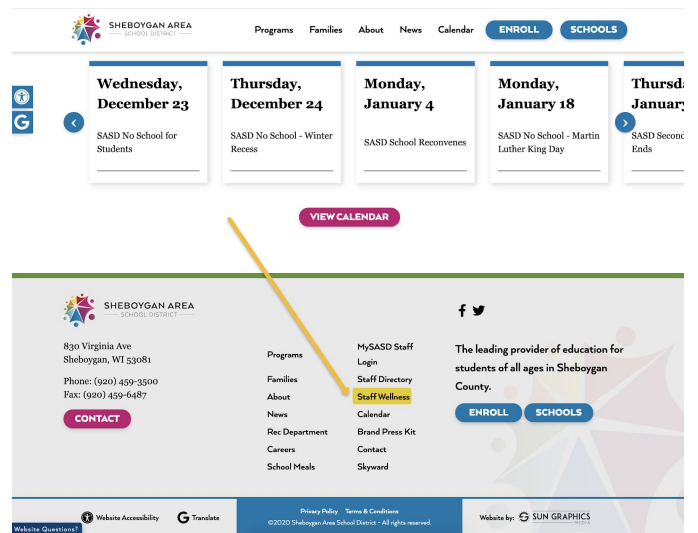 SHEBOYGAN AREA
SCHOOL DISTRICT
Programs Families About News Calendar ENROLL SCHOOLS
Wednesday,
December 23
SASD No School for
Students
Thursday,
December 24
SASD No School - Winter
Recess
Monday,
January 4
SASD School Reconvenes
Monday,
January 18
SASD No School - Martin
Luther King Day
Thursd
Januar
SASD Second
Ends
VIEW CALENDAR
SHEBOYGAN AREA
SCHOOL DISTRICT
830 Virginia Ave
Sheboygan, WI 53081
Phone: (920) 459-3500
Fax: (920) 459-6487
CONTACT
Programs
Families
About
News
Rec Department
Careers
School Meals
MySASD Staff
Login
Staff Directory
Staff Wellness
Calendar
Brand Press Kit
Contact
Skyward
The leading provider of education for
students of all ages in Sheboygan
County.
ENROLL SCHOOLS
Website Accessibility G Translate
Privacy Policy Terms & Conditions
©2020 Sheboygan Area School District - All rights reserved.
Website by: SUN GRAPHICS
MEDIA
Website Questions?